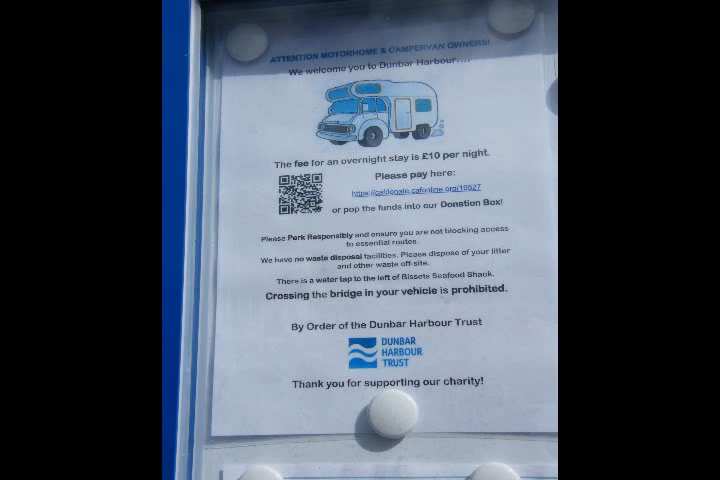 ATTENTION MOTORHOME & CAMPERVAN OWNERS!
We welcome you to Dunbar Harbour....
The fee for an overnight stay is £10 per night.
Please pay here:
https://cafdonate.cafonline.org/10527
or pop the funds into our Donation Box!
Please Park Responsibly and ensure you are not blocking access
to essential routes.
We have no waste disposal facilities. Please dispose of your litter
and other waste off-site.
There is a water tap to the left of Bissets Seafood Shack.
Crossing the bridge in your vehicle is prohibited.
By Order of the Dunbar Harbour Trust
DUNBAR
HARBOUR
TRUST
Thank you for supporting our charity!